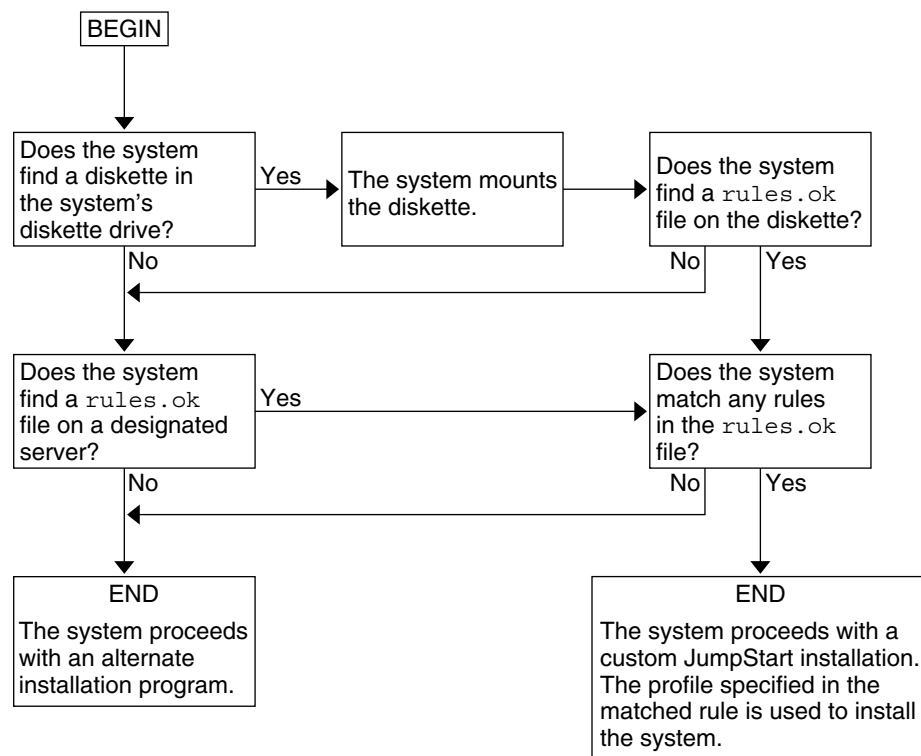 BEGIN
Does the system
find a diskette in
the system’s
diskette drive?
Yes
The system mounts
the diskette.
Does the system
find a rules.ok
file on the diskette?
No
No
Yes
Does the system
find a rules.ok
file on a designated
server?
Yes
Does the system
match any rules
in the rules.ok
file?
No
No
Yes
END
The system proceeds
with an alternate
installation program.
END
The system proceeds with a
custom JumpStart installation.
The profile specified in the
matched rule is used to install
the system.